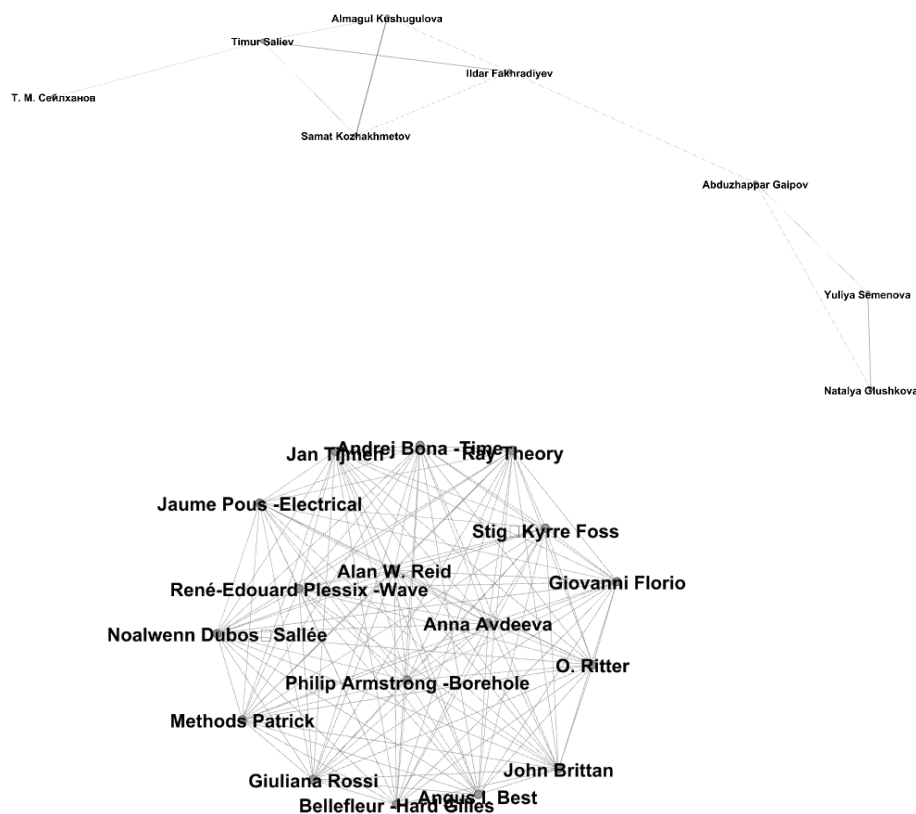 Almagul Kushugulova
Timur Saliev
Ildar Fakhradiyev
Т. М. Сейлханов
Samat Kozhakhmetov
Abduzhappar Gaipov
Yuliya Semenova
Natalya Glushkova
Jan Tijmen
Andrej Bona -Time
Ray Theory
Jaume Pous -Electrical
Stig □Kyrre Foss
Alan W. Reid
Giovanni Florio
René-Edouard Plessix -Wave
Anna Avdeeva
Noalwenn Dubos □Sallée
O. Ritter
Philip Armstrong -Borehole
Methods Patrick
John Brittan
Giuliana Rossi
Angus I. Best
Bellefleur -Hard Gilles